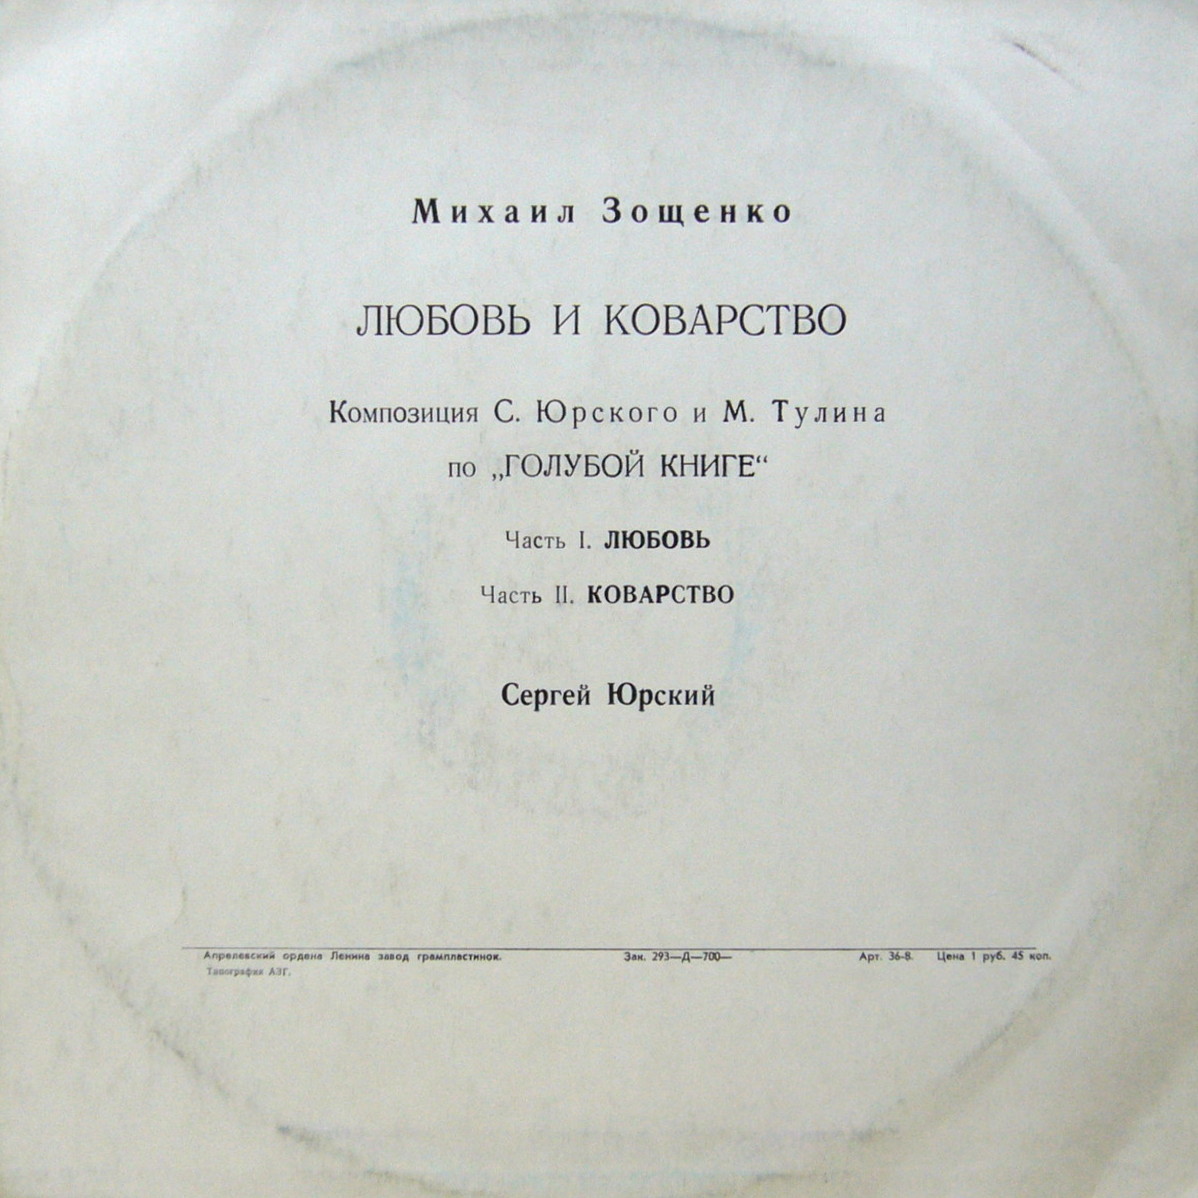 Михаил Зощенко
ЛЮБОВЬ И КОВАРСТВО
Композиция С. Юрского и М. Тулина
по „ГОЛУБОЙ КНИГЕ“
Часть I. ЛЮБОВЬ
Часть II. КОВАРСТВО
Сергей Юрский
Апрелевский ордена Ленина завод грампластинок. Зак. 293—Д—700— Арт. 36-8. Цена 1 руб. 45 коп.
Типография АЗГ.